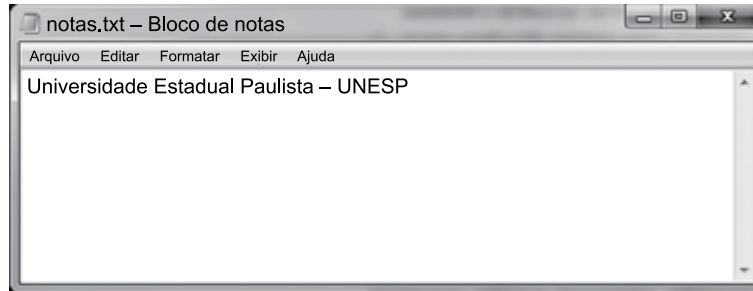 notas.txt – Bloco de notas
Arquivo Editar Formatar Exibir Ajuda
Universidade Estadual Paulista – UNESP